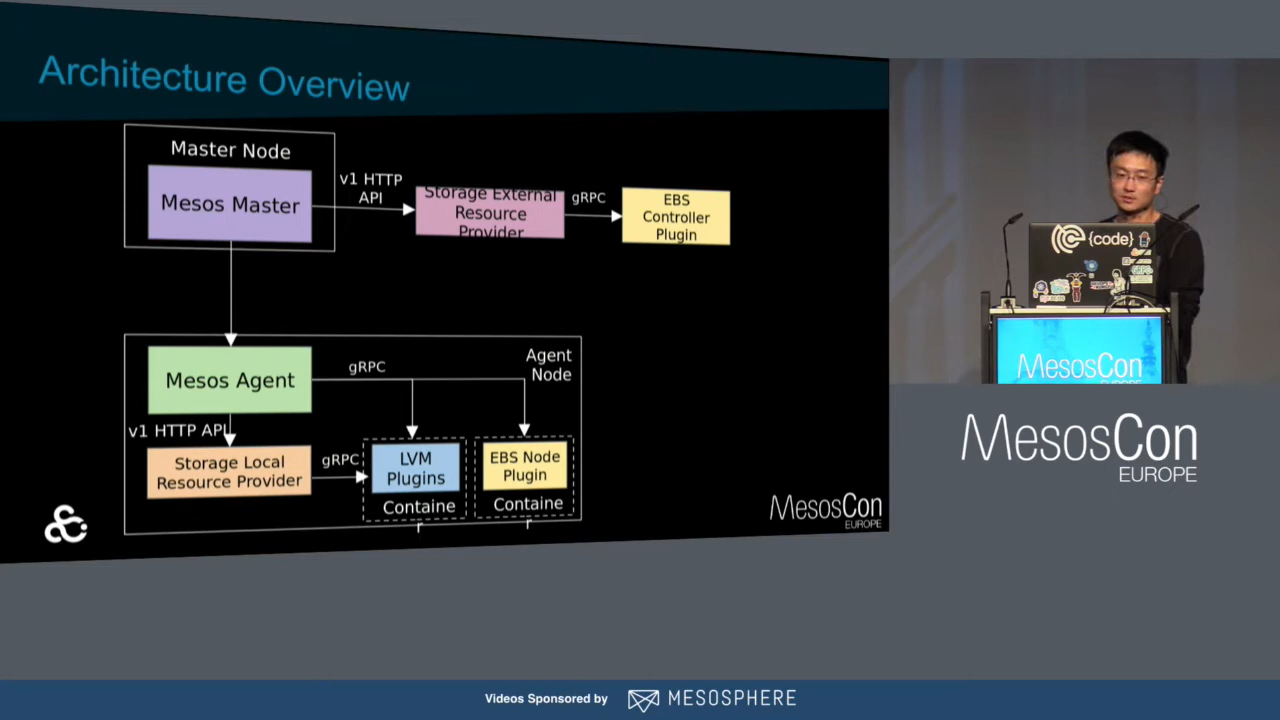 Architecture Overview
Master Node
Mesos Master
v1 HTTP
API
Storage External
Resource
Provider
gRPC
EBS
Controller
Plugin
Mesos Agent
gRPC
Agent
Node
v1 HTTP API
Storage Local
Resource Provider
gRPC
LVM
Plugins
Containe
r
EBS Node
Plugin
Containe
r
MesosCon
EUROPE
{code}
MesosCon
EUROPE
MesosCon
EUROPE
Videos Sponsored by
MESOSPHERE